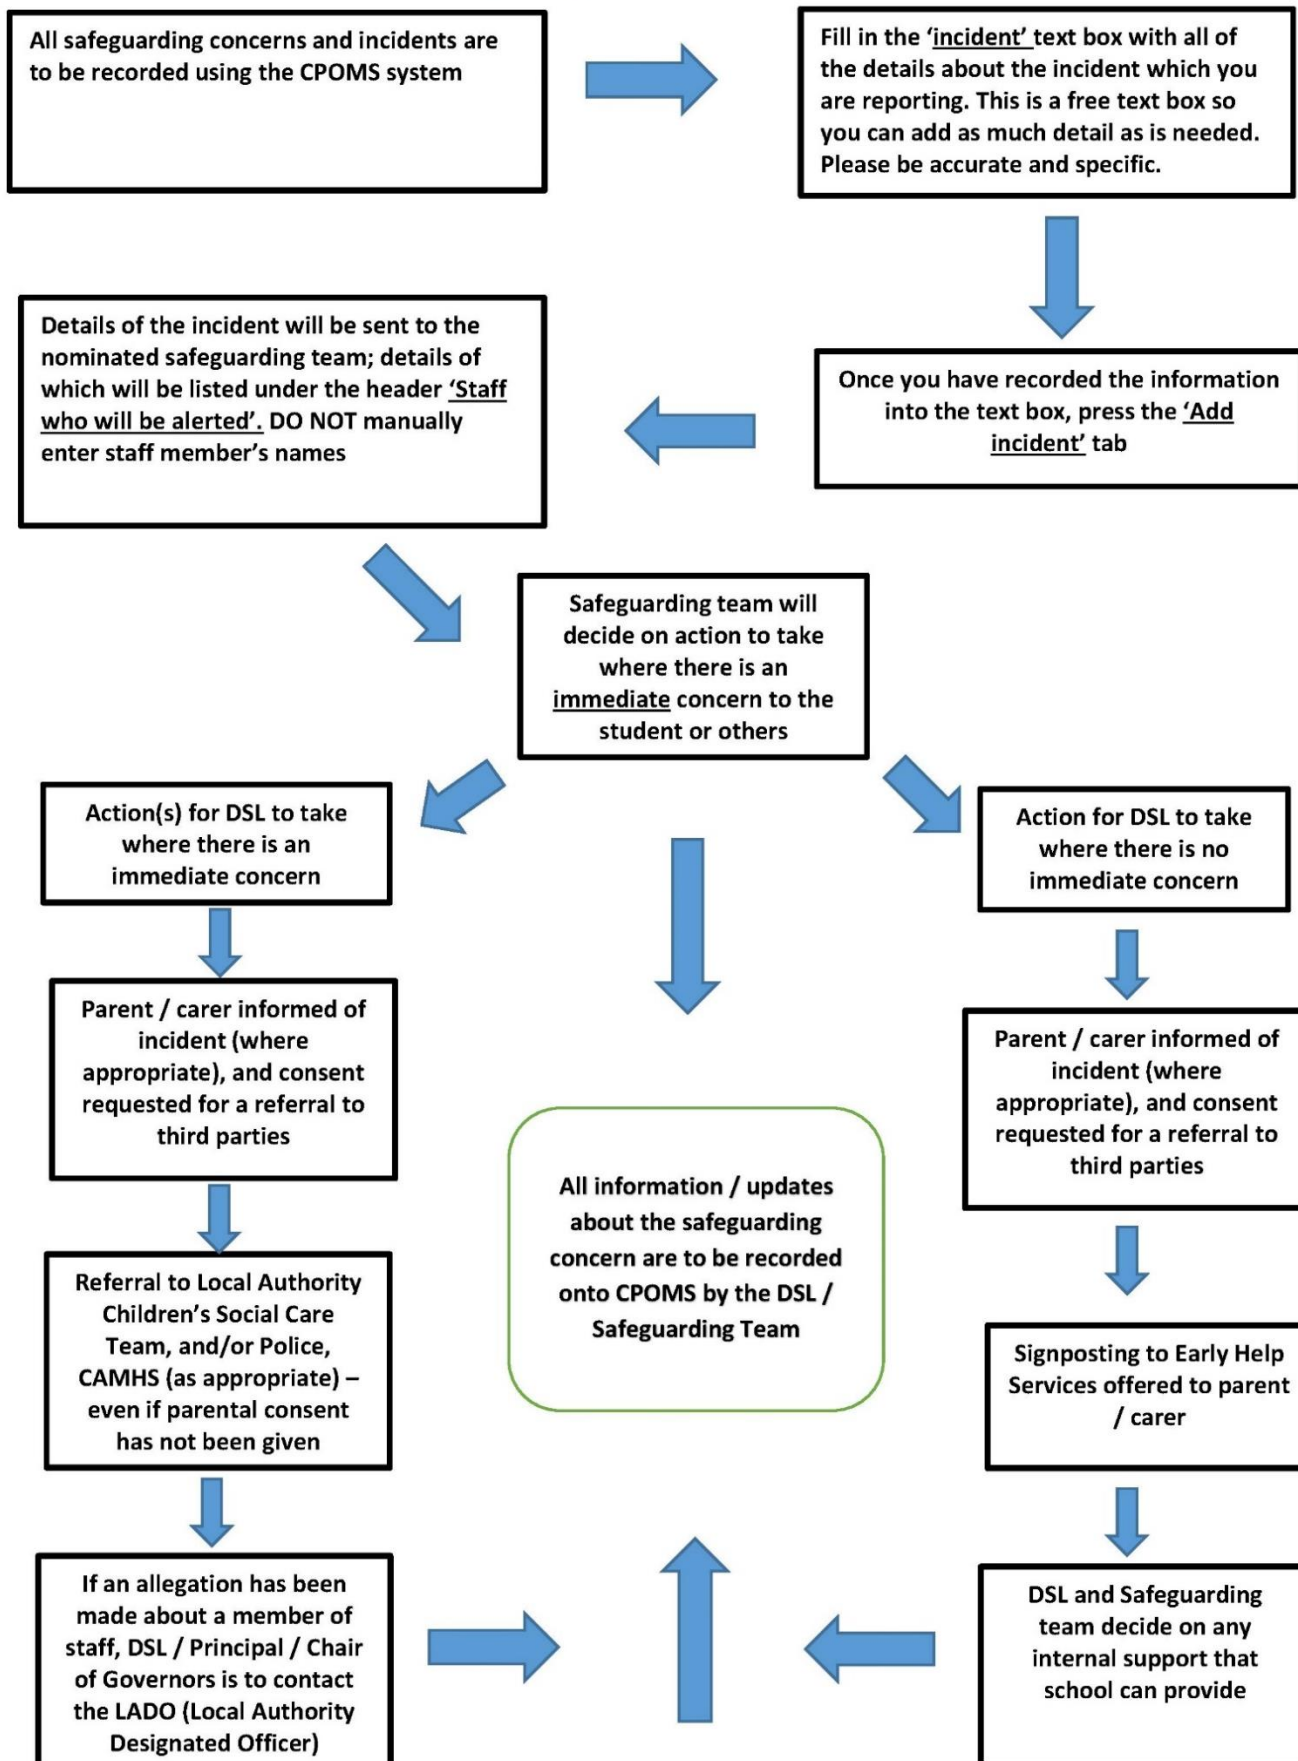 All safeguarding concerns and incidents are
to be recorded using the CPOMS system
Fill in the ‘incident’ text box with all of
the details about the incident which you
are reporting. This is a free text box so
you can add as much detail as is needed.
Please be accurate and specific.
Once you have recorded the information
into the text box, press the ‘Add
incident’ tab
Details of the incident will be sent to the
nominated safeguarding team; details of
which will be listed under the header ‘Staff
who will be alerted’. DO NOT manually
enter staff member’s names
Safeguarding team will
decide on action to take
where there is an
immediate concern to the
student or others
Action(s) for DSL to take
where there is an
immediate concern
Parent / carer informed of
incident (where
appropriate), and consent
requested for a referral to
third parties
Referral to Local Authority
Children’s Social Care
Team, and/or Police,
CAMHS (as appropriate) –
even if parental consent
has not been given
If an allegation has been
made about a member of
staff, DSL / Principal / Chair
of Governors is to contact
the LADO (Local Authority
Designated Officer)
All information / updates
about the safeguarding
concern are to be recorded
onto CPOMS by the DSL /
Safeguarding Team
Action for DSL to take
where there is no
immediate concern
Parent / carer informed of
incident (where
appropriate), and consent
requested for a referral to
third parties
Signposting to Early Help
Services offered to parent
/ carer
DSL and Safeguarding
team decide on any
internal support that
school can provide